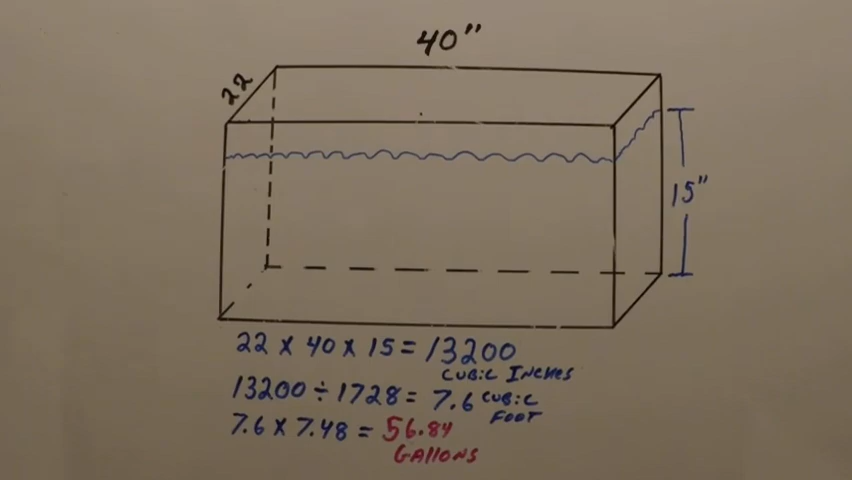 40"
22
15"
22 x 40 x 15 = 13200
CUBIC INCHES
13200 ÷ 1728 = 7.6 CUBIC
FOOT
7.6 x 7.48 = 56.84
GALLONS